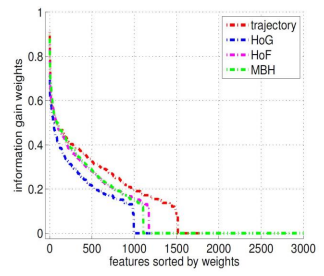 information gain weights
1
0.8
0.6
0.4
0.2
0
0 500 1000 1500 2000 2500 3000
features sorted by weights
trajectory
HoG
HoF
MBH